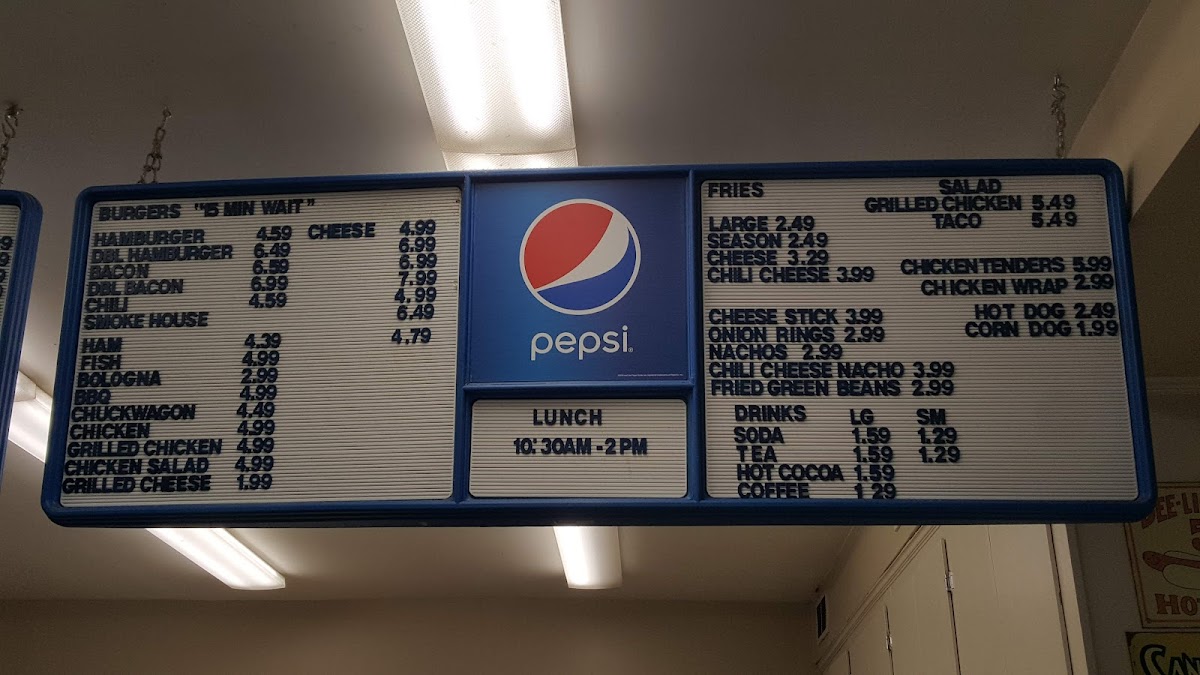 BURGERS "15 MIN WAIT"
HAMBURGER 4.59 CHEESE 4.99
DBL HAMBURGER 6.49 6.99
BACON 6.59 6.99
DBL BACON 6.99 7.99
CHILI 4.59 4.99
SMOKE HOUSE 6.49
HAM 4.39 4.79
FISH 4.99
BOLOGNA 2.99
BBQ 4.99
CHUCKWAGON 4.49
CHICKEN 4.99
GRILLED CHICKEN 4.99
CHICKEN SALAD 4.99
GRILLED CHEESE 1.99
pepsi
LUNCH
10:30AM - 2 PM
FRIES
LARGE 2.49
SEASON 2.49
CHEESE 3.29
CHILI CHEESE 3.99
CHEESE STICK 3.99
ONION RINGS 2.99
NACHOS 2.99
CHILI CHEESE NACHO 3.99
FRIED GREEN BEANS 2.99
SALAD
GRILLED CHICKEN 5.49
TACO 5.49
CHICKEN TENDERS 5.99
CHICKEN WRAP 2.99
HOT DOG 2.49
CORN DOG 1.99
DRINKS LG SM
SODA 1.59 1.29
TEA 1.59 1.29
HOT COCOA 1.59
COFFEE 1 29